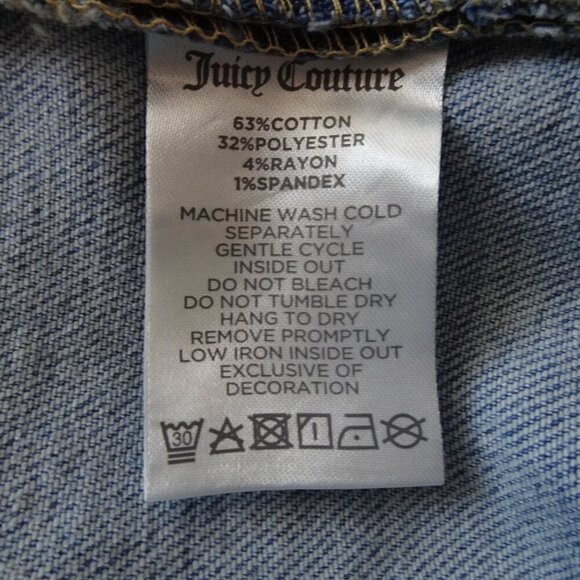 Juicy Couture
63%COTTON
32%POLYESTER
4%RAYON
1%SPANDEX
MACHINE WASH COLD
SEPARATELY
GENTLE CYCLE
INSIDE OUT
DO NOT BLEACH
DO NOT TUMBLE DRY
HANG TO DRY
REMOVE PROMPTLY
LOW IRON INSIDE OUT
EXCLUSIVE OF
DECORATION
30